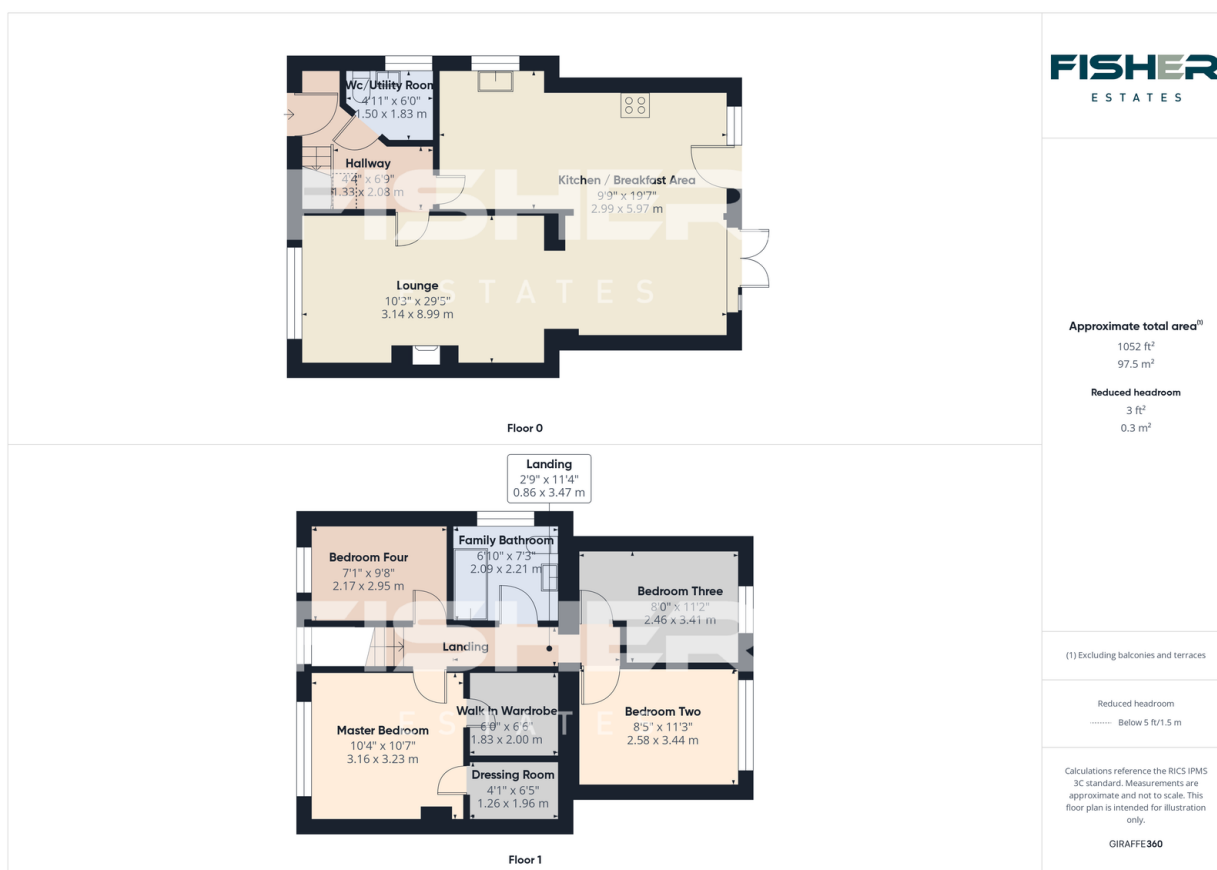 Wc/Utility Room
4'11" x 6'0"
1.50 x 1.83 m
Hallway
4'4" x 6'9"
1.33 x 2.08 m
Kitchen / Breakfast Area
9'9" x 19'7"
2.99 x 5.97 m
Lounge
10'3" x 29'5"
3.14 x 8.99 m
FISHER
ESTATES
Floor 0
Landing
2'9" x 11'4"
0.86 x 3.47 m
Bedroom Four
7'1" x 9'8"
2.17 x 2.95 m
Family Bathroom
6'10" x 7'3"
2.09 x 2.21 m
Bedroom Three
8'0" x 11'2"
2.46 x 3.41 m
Landing
Master Bedroom
10'4" x 10'7"
3.16 x 3.23 m
Walk In Wardrobe
6'0" x 6'6"
1.83 x 2.00 m
Bedroom Two
8'5" x 11'3"
2.58 x 3.44 m
Dressing Room
4'1" x 6'5"
1.26 x 1.96 m
FISHER
ESTATES
Floor 1
FISHER
ESTATES
Approximate total area(1)
1052 ft²
97.5 m²
Reduced headroom
3 ft²
0.3 m²
(1) Excluding balconies and terraces
Reduced headroom
Below 5 ft/1.5 m
Calculations reference the RICS IPMS
3C standard. Measurements are
approximate and not to scale. This
floor plan is intended for illustration
only.
GIRAFFE360